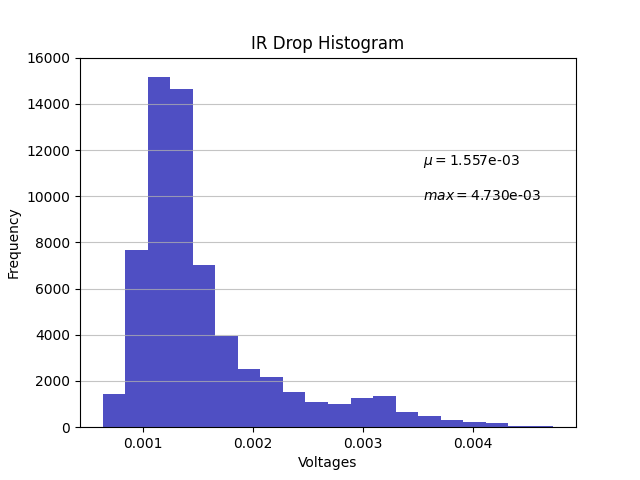 IR Drop Histogram
16000
14000
12000
10000
8000
6000
4000
2000
0
Frequency
μ = 1.557e-03
max = 4.730e-03
0.001 0.002 0.003 0.004
Voltages